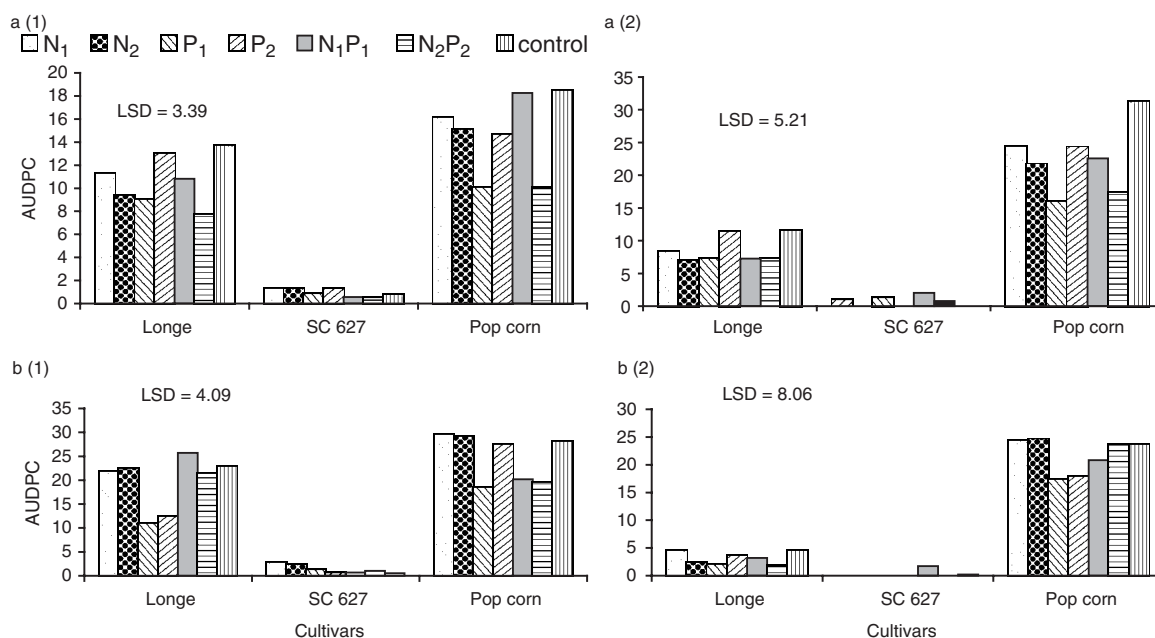 a (1)
a (2)
N1 N2 P1 P2 N1P1 N2P2 control
20
18
16
14
12
10
8
6
4
2
0
AUDPC
LSD = 3.39
Longe SC 627 Pop corn
35
30
25
20
15
10
5
0
LSD = 5.21
Longe SC 627 Pop corn
b (1)
LSD = 4.09
35
30
25
20
15
10
5
0
AUDPC
Longe SC 627 Pop corn
Cultivars
b (2)
LSD = 8.06
30
25
20
15
10
5
0
Longe SC 627 Pop corn
Cultivars